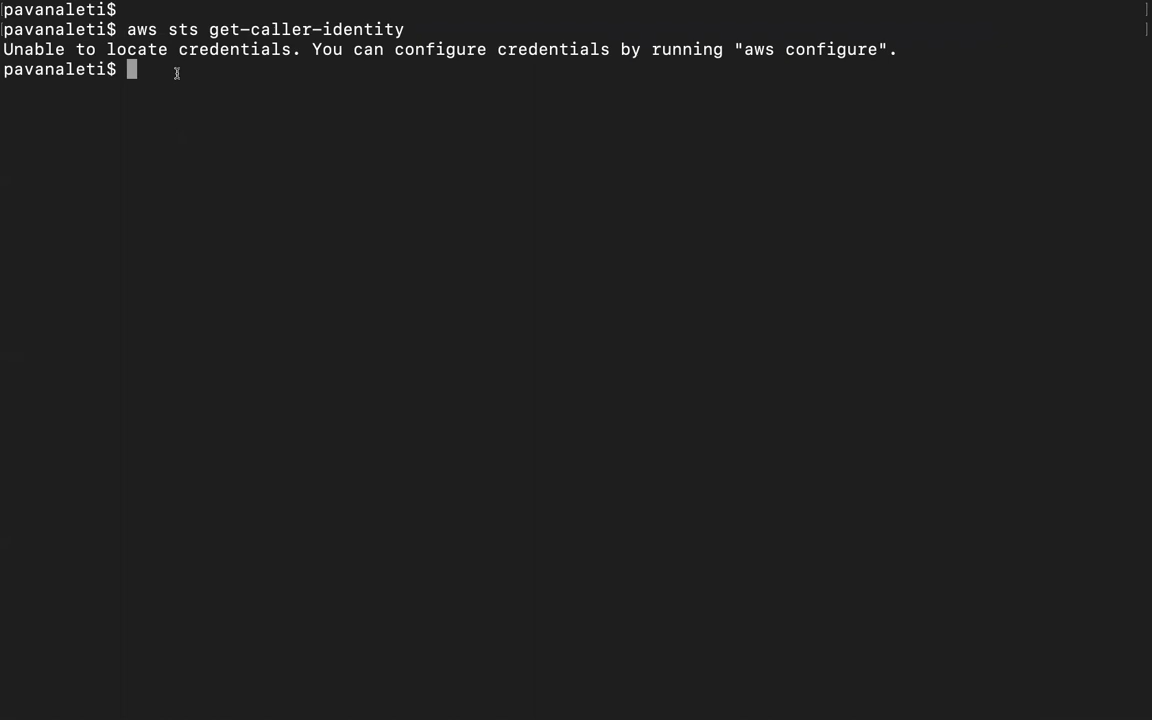 [pavanaleti$ ]
[pavanaleti$ aws sts get-caller-identity ]
Unable to locate credentials. You can configure credentials by running "aws configure".
pavanaleti$